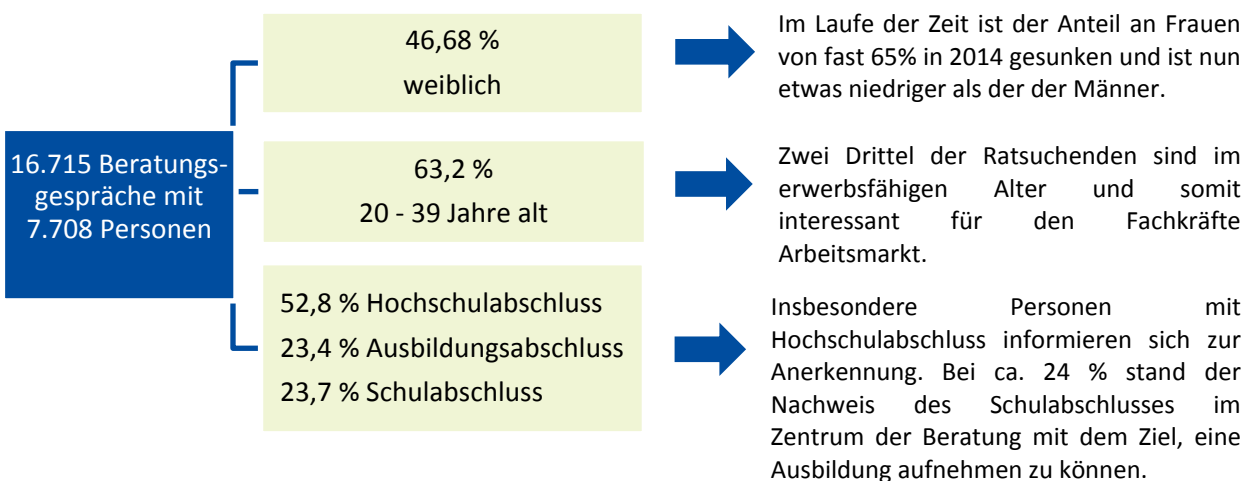 16.715 Beratungs-
gespräche mit
7.708 Personen
46,68 %
weiblich
Im Laufe der Zeit ist der Anteil an Frauen
von fast 65% in 2014 gesunken und ist nun
etwas niedriger als der der Männer.
63,2 %
20 - 39 Jahre alt
Zwei Drittel der Ratsuchenden sind im
erwerbsfähigen Alter und somit
interessant für den Fachkräfte
Arbeitsmarkt.
52,8 % Hochschulabschluss
23,4 % Ausbildungsabschluss
23,7 % Schulabschluss
Insbesondere Personen mit
Hochschulabschluss informieren sich zur
Anerkennung. Bei ca. 24 % stand der
Nachweis des Schulabschlusses im
Zentrum der Beratung mit dem Ziel, eine
Ausbildung aufnehmen zu können.